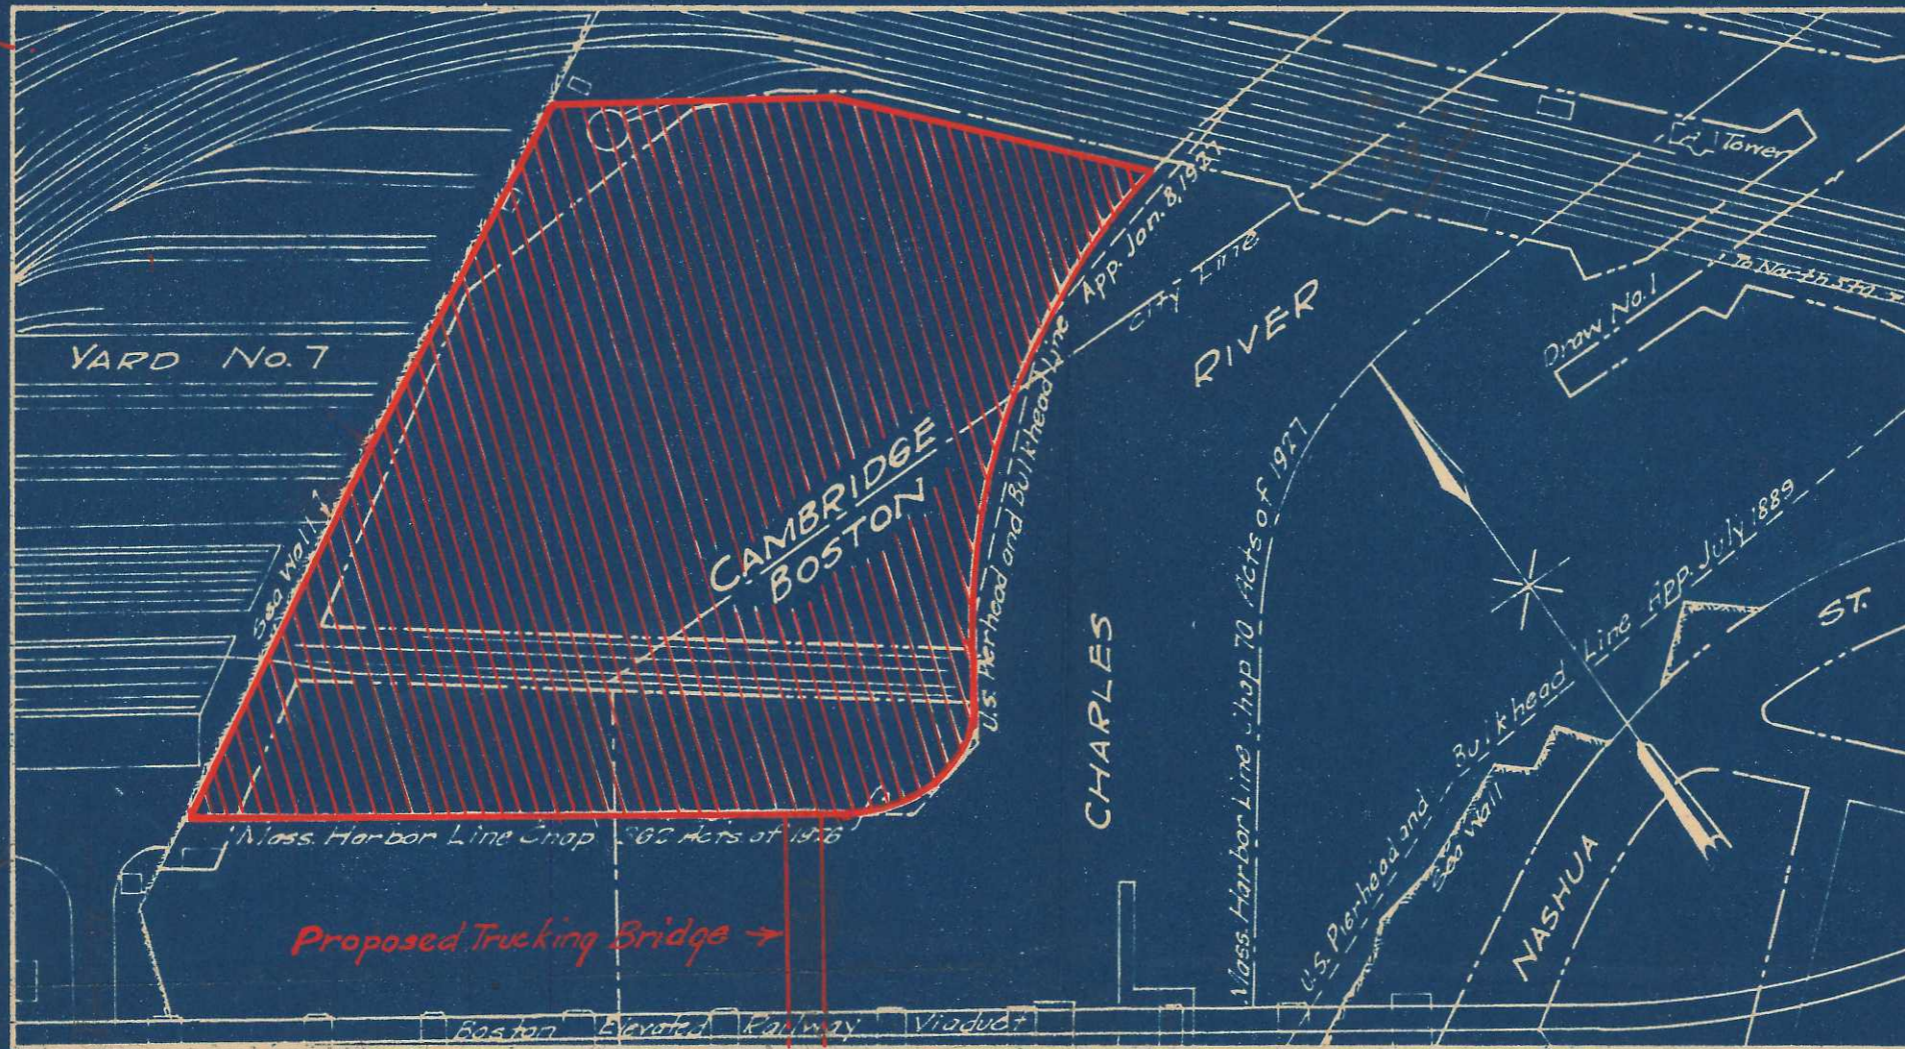 Tower
To North Sta.
YARD No. 7
U.S. Pierhead and Bulkhead Line App. Jan. 8, 1927
City Line
RIVER
Draw No. 1
CAMBRIDGE
BOSTON
Sea Wall
CHARLES
Mass. Harbor Line Chap 70 Acts of 1927
U.S. Pierhead and Bulkhead Line App. July 1889
Sea Wall
NASHUA ST.
Mass. Harbor Line Chap 262 Acts of 1926
Proposed Trucking Bridge →
Boston Elevated Railway Viaduct